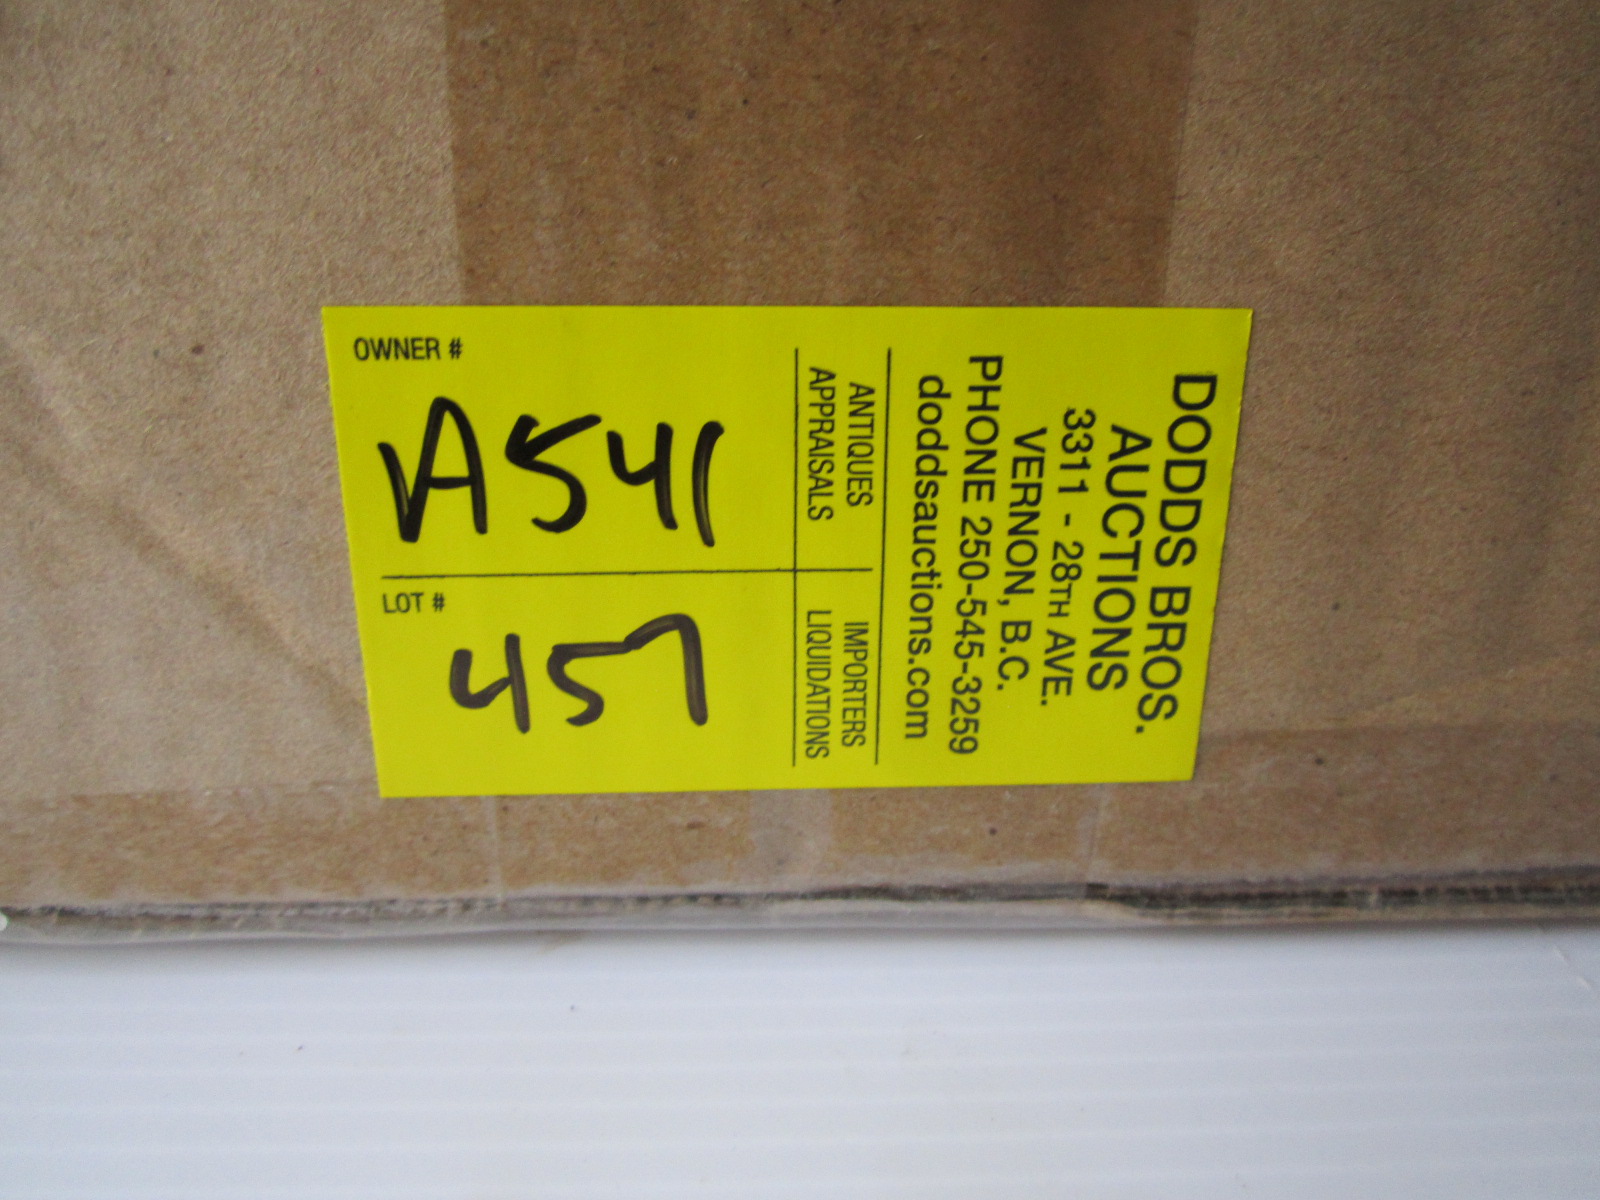 DODDS BROS.
AUCTIONS
3311 - 28TH AVE.
VERNON, B.C.
PHONE 250-545-3259
doddsauctions.com
ANTIQUES
APPRAISALS
IMPORTERS
LIQUIDATIONS
OWNER #
A541
LOT #
457